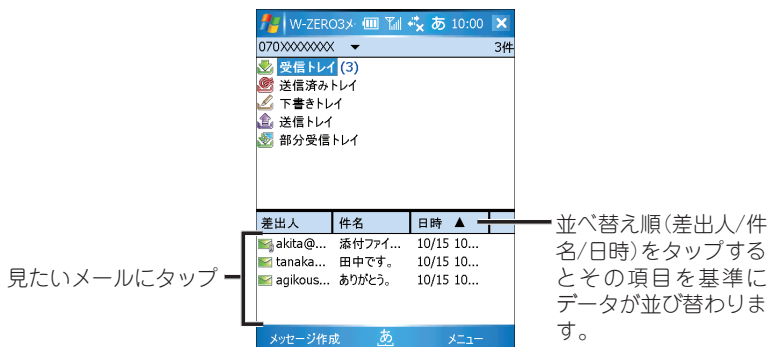 W-ZERO3メ あ 10:00
070XXXXXXXX 3件
受信トレイ (3)
送信済みトレイ
下書きトレイ
送信トレイ
部分受信トレイ
差出人 件名 日時 ▲
akita@... 添付ファイ... 10/15 10...
tanaka... 田中です。 10/15 10...
agikous... ありがとう。 10/15 10...
メッセージ作成 あ メニュー
見たいメールにタップ
並べ替え順(差出人/件
名/日時)をタップする
とその項目を基準に
データが並び替わりま
す。